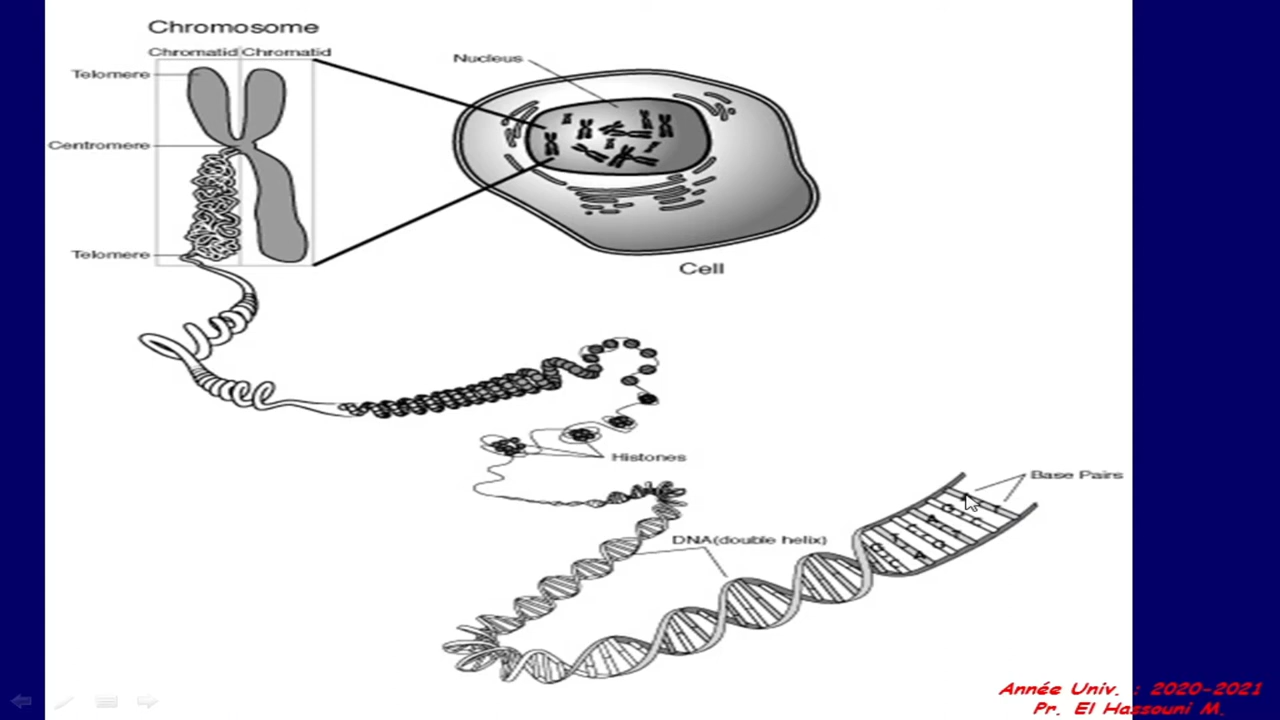 Chromosome
Chromatid Chromatid
Telomere
Nucleus
Centromere
Telomere
Cell
Histones
Base Pairs
DNA(double helix)
Année Univ. : 2020-2021
Pr. El Hassouni M.